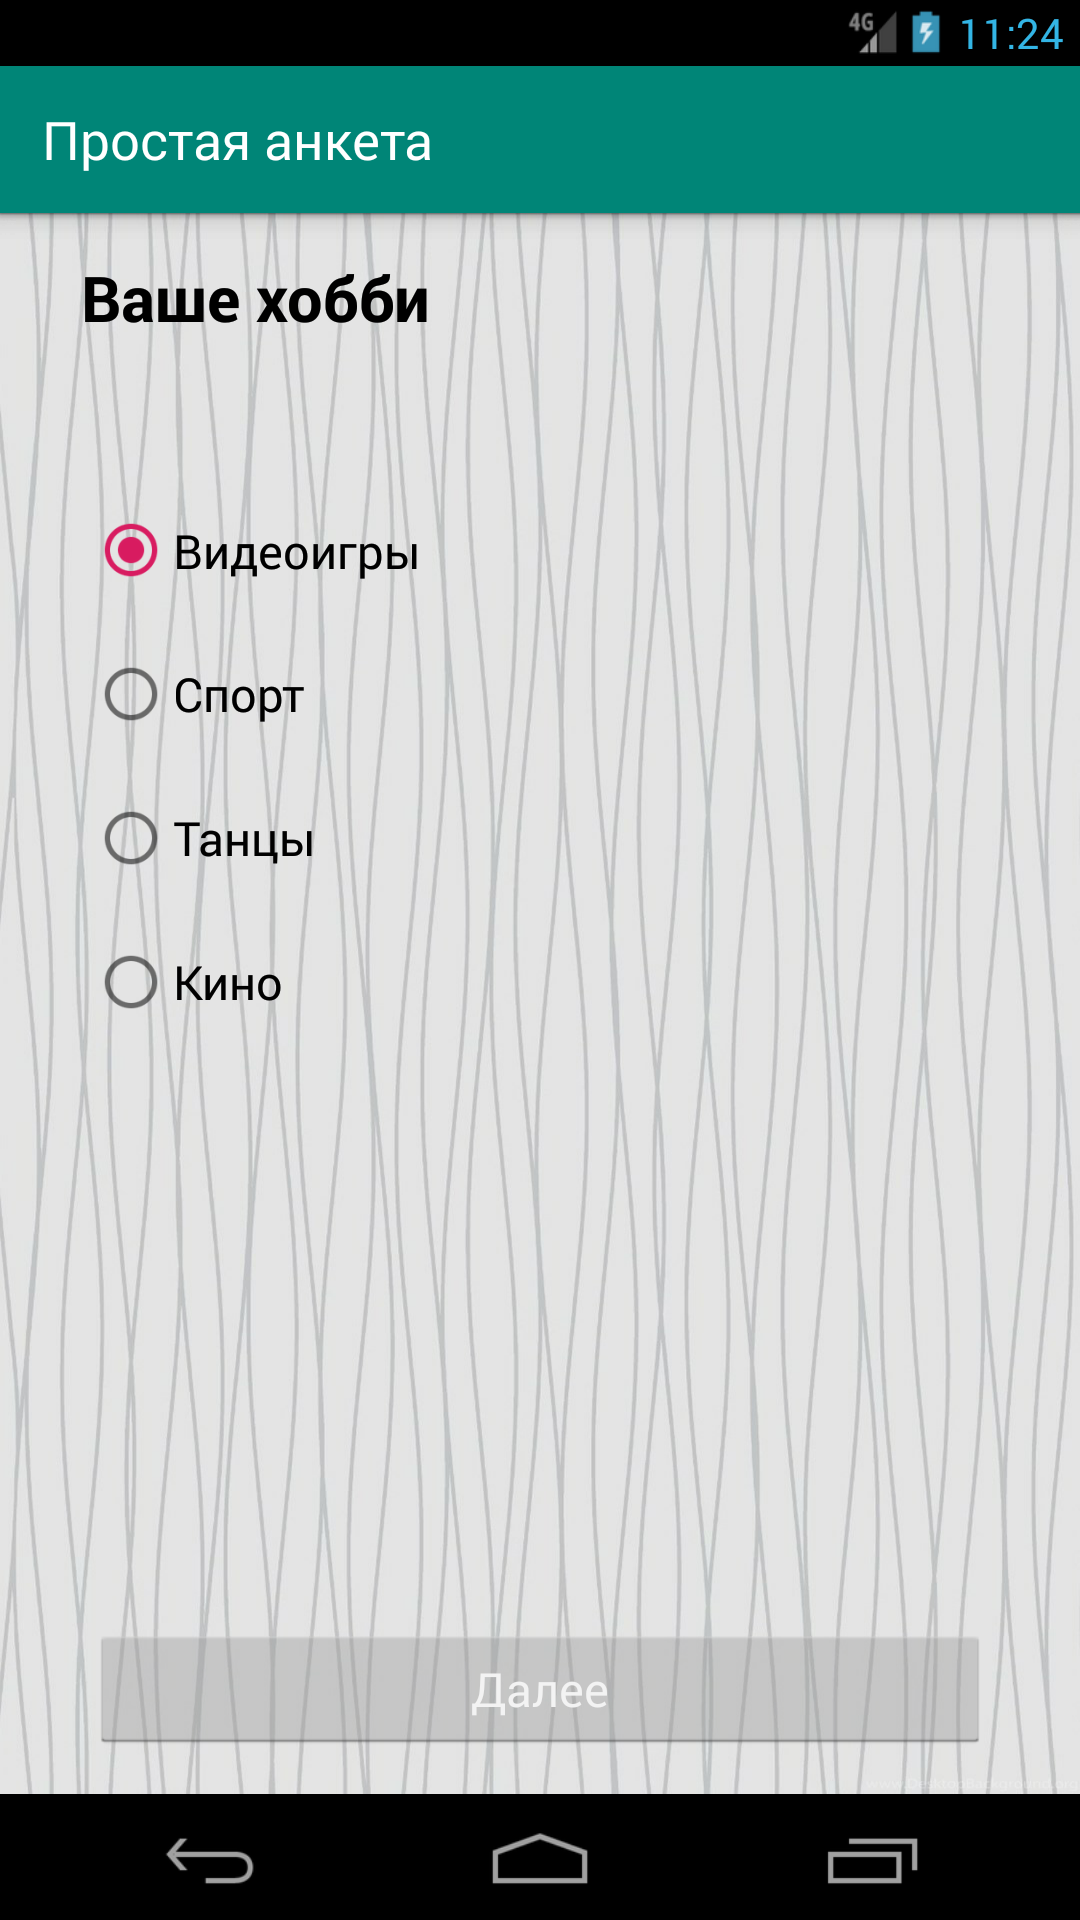 4G 11:24
Простая анкета
Ваше хобби
Видеоигры
Спорт
Танцы
Кино
Далее